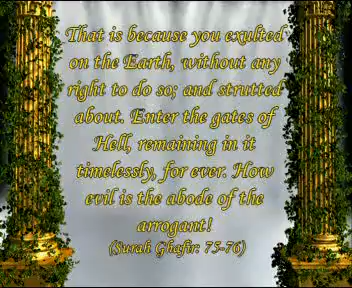 That is because you exulted
on the Earth, without any
right to do so; and strutted
about. Enter the gates of
Hell, remaining in it
timelessly, for ever. How
evil is the abode of the
arrogant!
(Surah Ghafir: 75-76)